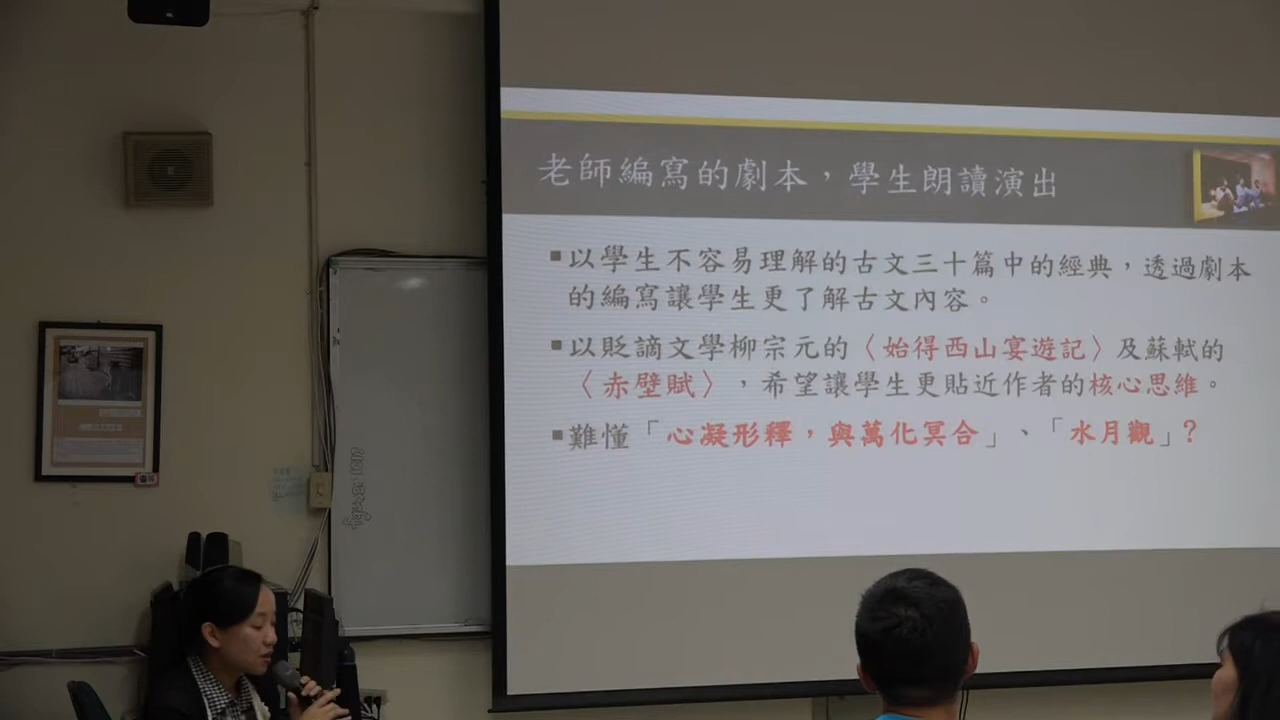 老師編寫的劇本，學生朗讀演出
▪以學生不容易理解的古文三十篇中的經典，透過劇本
的編寫讓學生更了解古文內容。
▪以貶謫文學柳宗元的〈始得西山宴遊記〉及蘇軾的
〈赤壁賦〉，希望讓學生更貼近作者的核心思維。
▪難懂「心凝形釋，與萬化冥合」、「水月觀」？